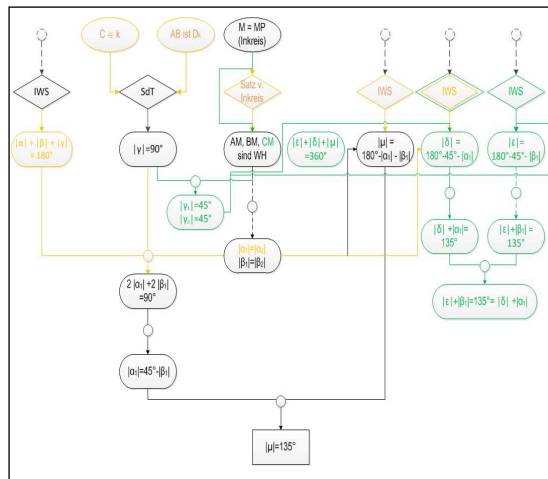 C ∈ k
AB ist Dₖ
M = MP
(Inkreis)
IWS
SdT
Satz v.
Inkreis
IWS
IWS
IWS
|α| + |β| + |γ|
= 180°
|γ|=90°
AM, BM, CM
sind WH
|ε|+|δ|+|μ|
=360°
|μ|=
180°-|α₁| - |β₁|
|δ|=
180°-45°-|α₁|
|ε|=
180°-45°-|β₁|
|γ₁|=45°
|γ₂|=45°
|α₁|=|α₂|
|β₁|=|β₂|
|δ| +|α₁|=
135°
|ε|+|β₁|=
135°
2 |α₁| +2 |β₁|
=90°
|ε|+|β₁|=135°= |δ| +|α₁|
|α₁|=45°-|β₁|
|μ|=135°